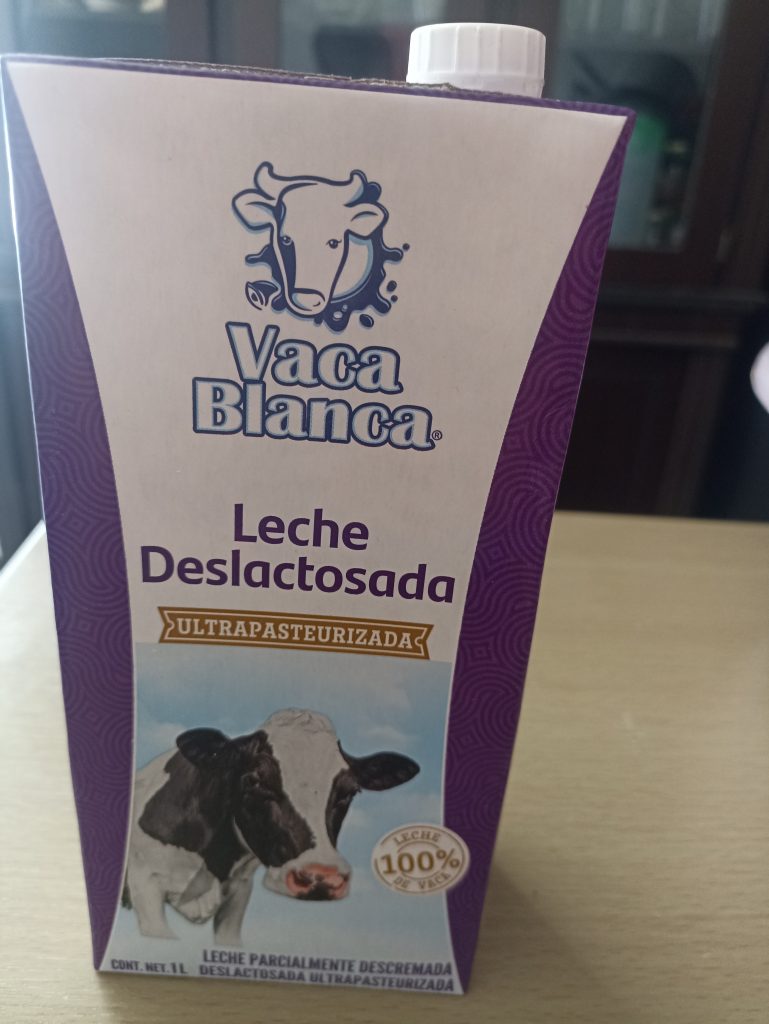 Vaca
Blanca®
Leche
Deslactosada
ULTRAPASTEURIZADA
LECHE
100%
DE VACA
CONT. NET. 1 L
LECHE PARCIALMENTE DESCREMADA
DESLACTOSADA ULTRAPASTEURIZADA